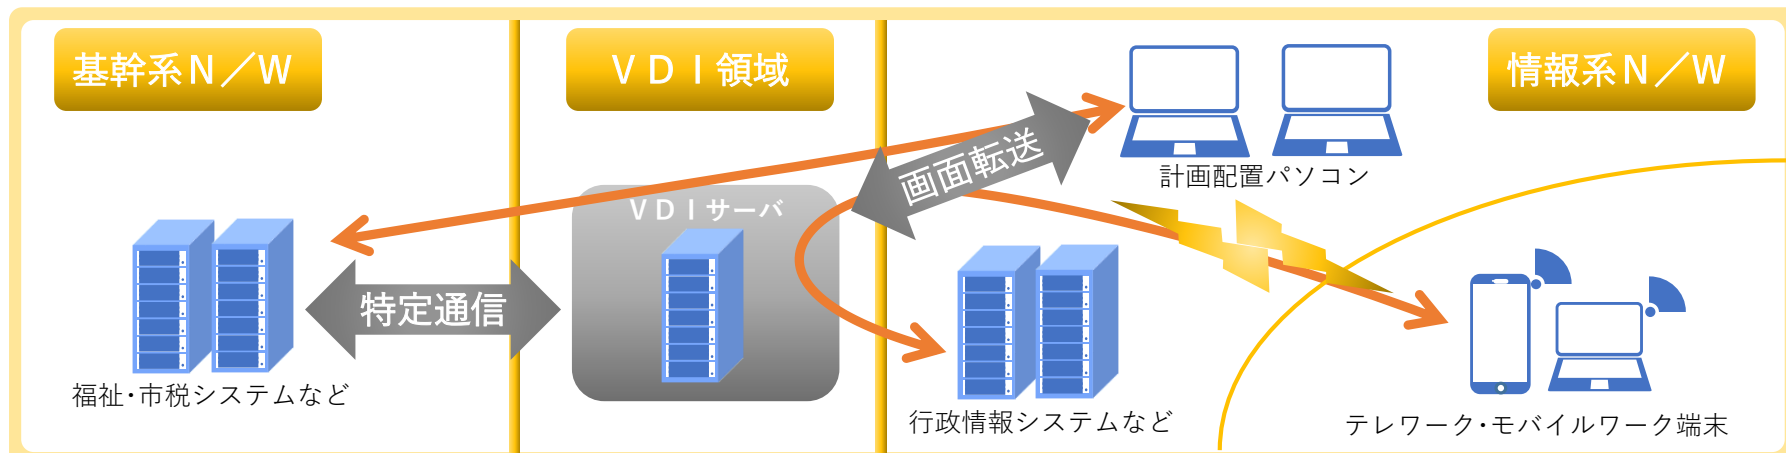 基幹系Ｎ／Ｗ
ＶＤＩ領域
情報系Ｎ／Ｗ
画面転送
計画配置パソコン
ＶＤＩサーバ
特定通信
福祉・市税システムなど
行政情報システムなど
テレワーク・モバイルワーク端末